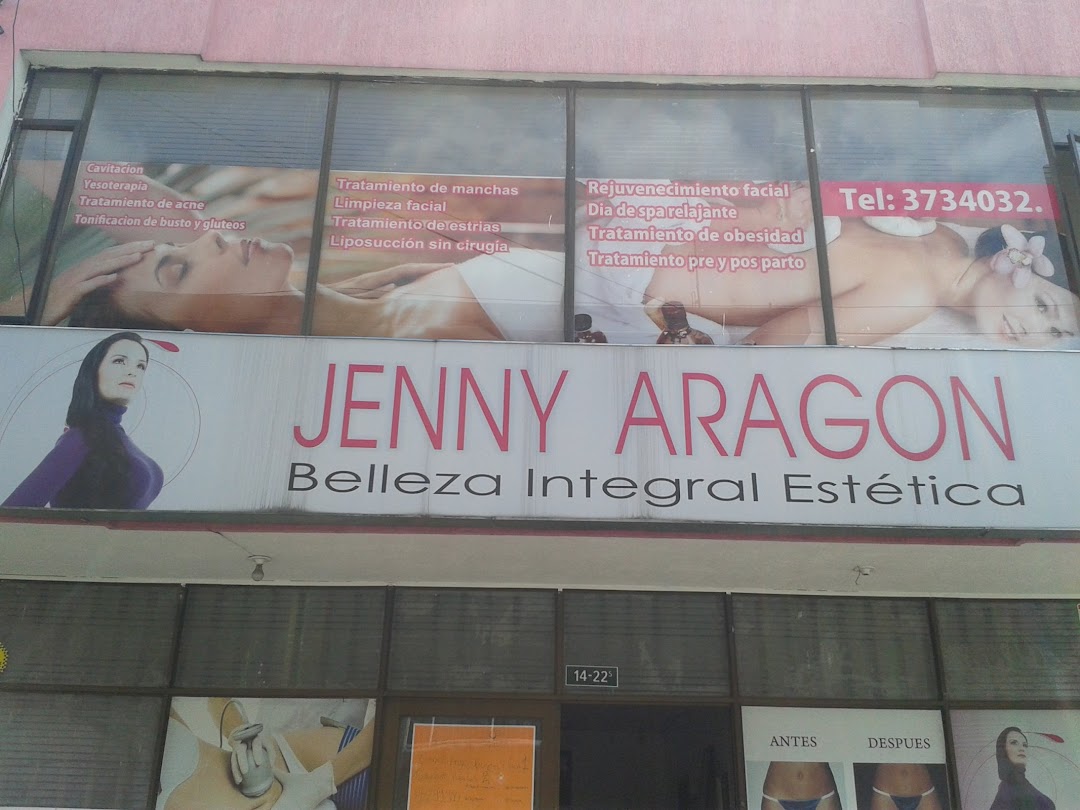 Cavitacion
Yesoterapia
Tratamiento de acne
Tonificacion de busto y gluteos
Tratamiento de manchas
Limpieza facial
Tratamiento de estrias
Liposucción sin cirugía
Rejuvenecimiento facial
Dia de spa relajante
Tratamiento de obesidad
Tratamiento pre y pos parto
Tel: 3734032.
JENNY ARAGON
Belleza Integral Estética
14-22s
ANTES
DESPUES